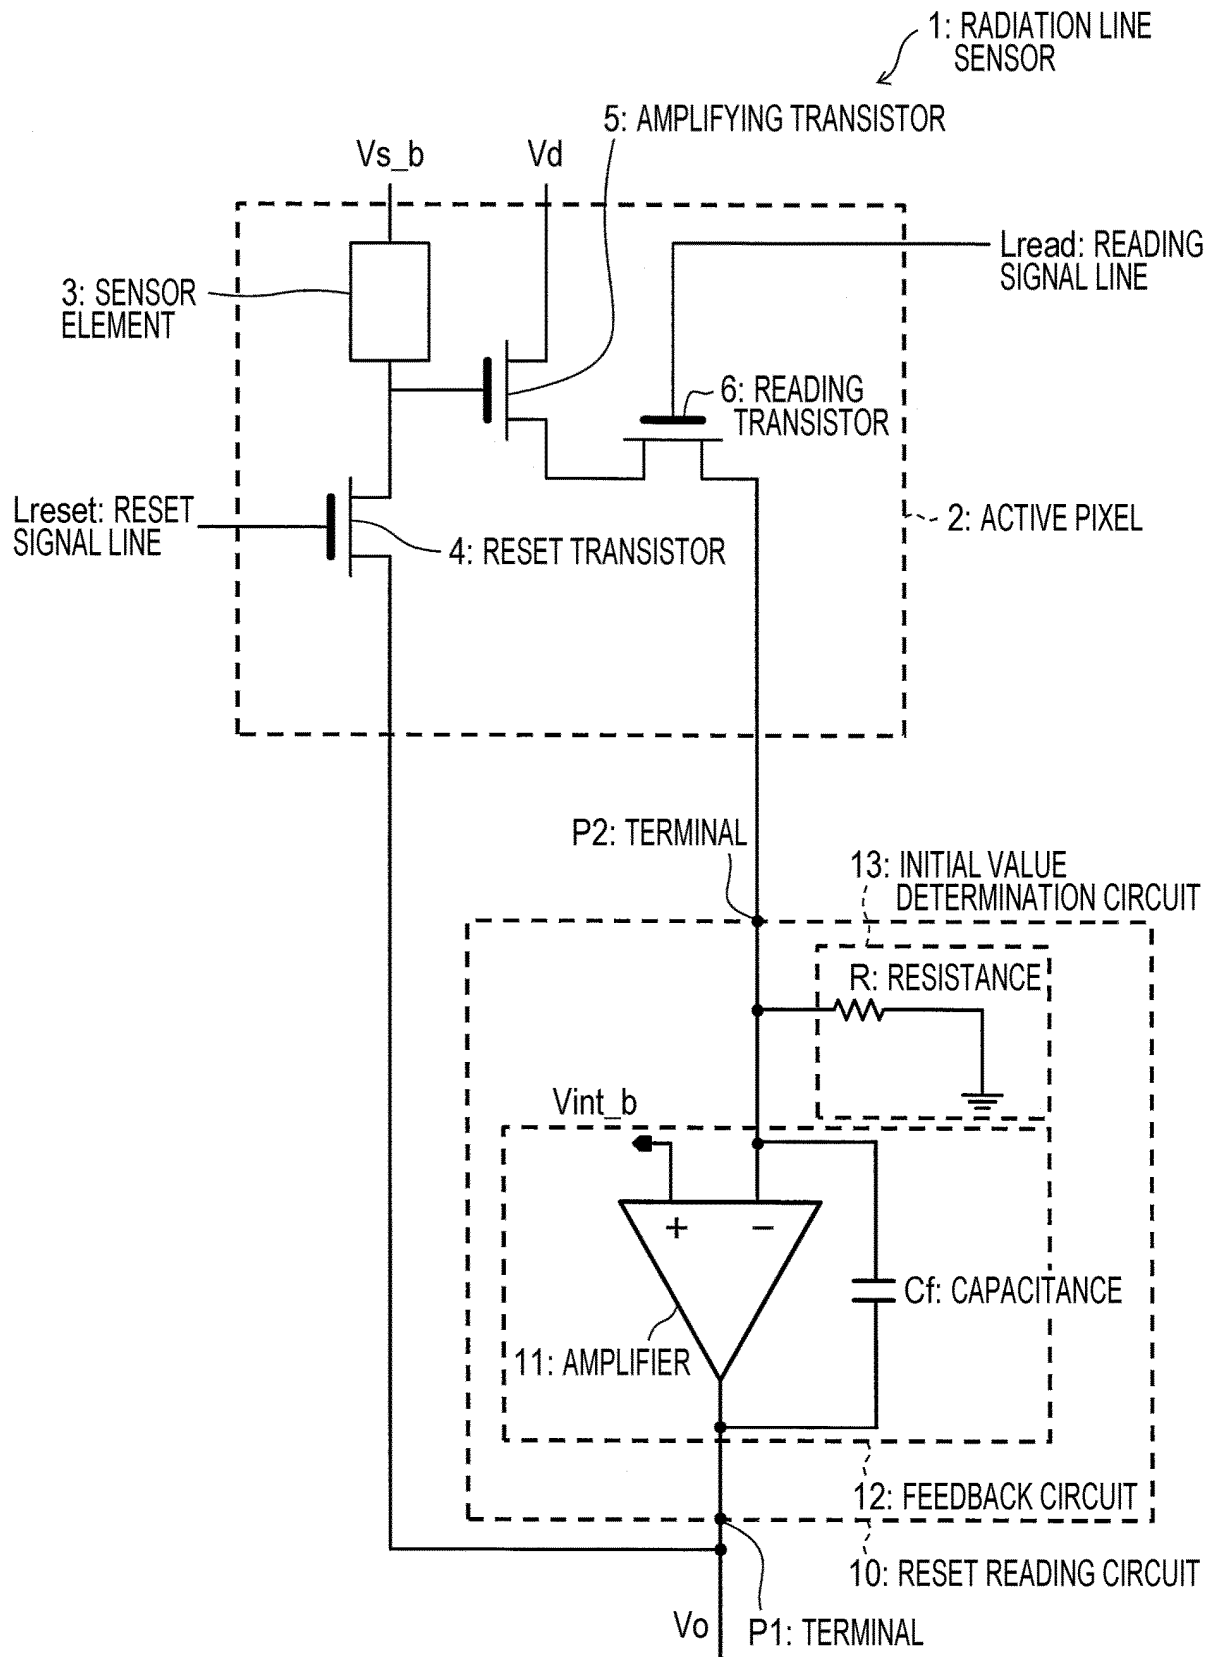 1: RADIATION LINE
SENSOR
5: AMPLIFYING TRANSISTOR
Vs_b
Vd
Lread: READING
SIGNAL LINE
3: SENSOR
ELEMENT
6: READING
TRANSISTOR
Lreset: RESET
SIGNAL LINE
2: ACTIVE PIXEL
4: RESET TRANSISTOR
P2: TERMINAL
13: INITIAL VALUE
DETERMINATION CIRCUIT
R: RESISTANCE
Vint_b
+ −
Cf: CAPACITANCE
11: AMPLIFIER
12: FEEDBACK CIRCUIT
10: RESET READING CIRCUIT
Vo
P1: TERMINAL